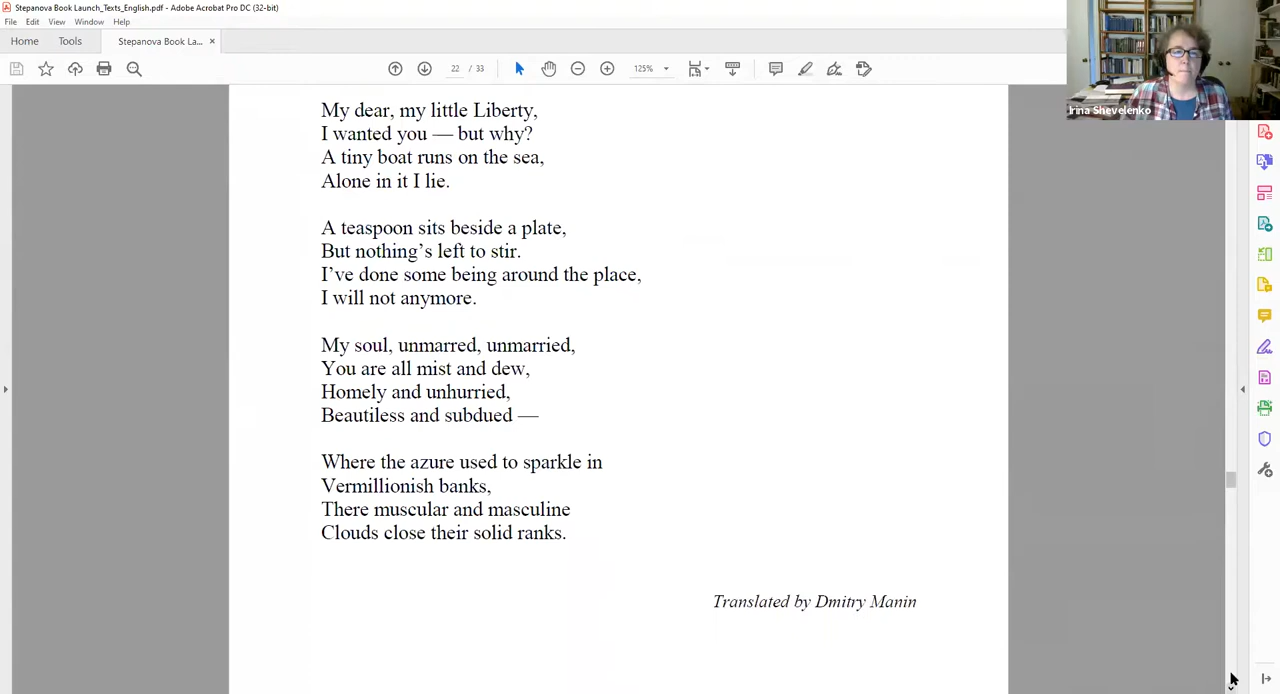 Stepanova Book Launch_Texts_English.pdf - Adobe Acrobat Pro DC (32-bit)
File Edit View Window Help
Home Tools Stepanova Book La... ×
22 / 33 125%
Irina Shevelenko
My dear, my little Liberty,
I wanted you — but why?
A tiny boat runs on the sea,
Alone in it I lie.
A teaspoon sits beside a plate,
But nothing’s left to stir.
I’ve done some being around the place,
I will not anymore.
My soul, unmarred, unmarried,
You are all mist and dew,
Homely and unhurried,
Beautiless and subdued —
Where the azure used to sparkle in
Vermillionish banks,
There muscular and masculine
Clouds close their solid ranks.
Translated by Dmitry Manin